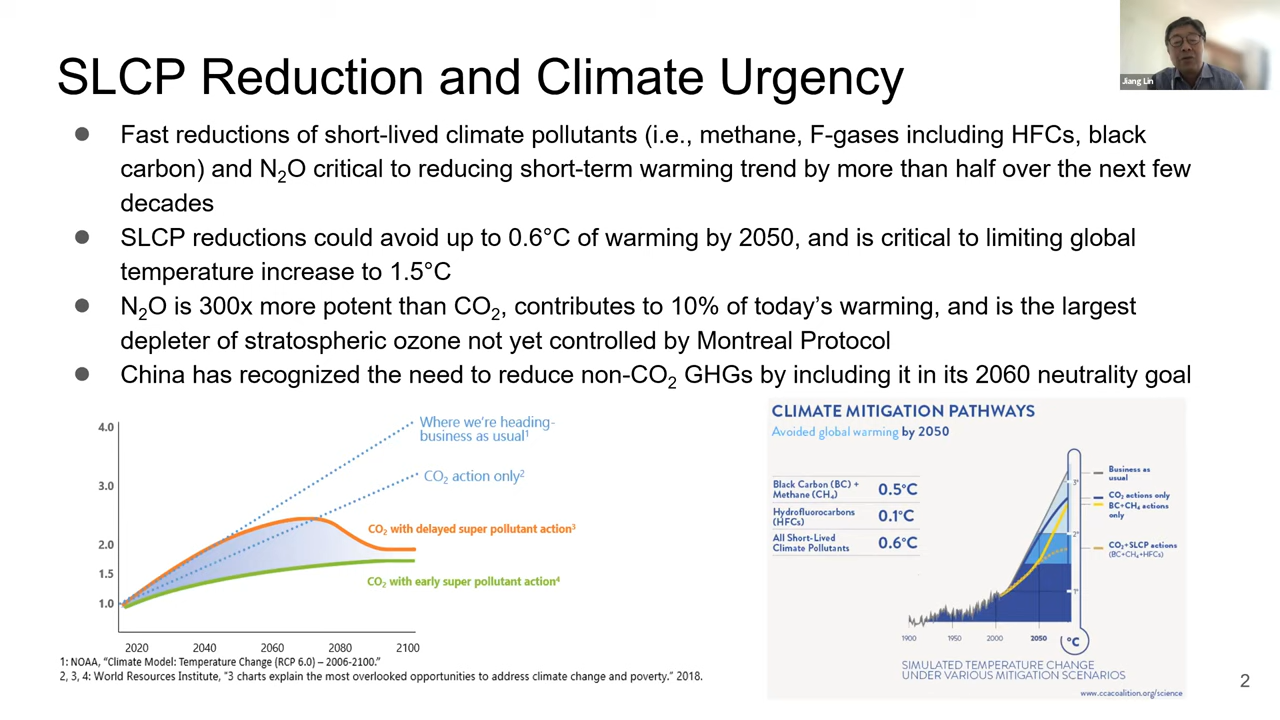 Jiang Lin
SLCP Reduction and Climate Urgency
● Fast reductions of short-lived climate pollutants (i.e., methane, F-gases including HFCs, black
carbon) and N₂O critical to reducing short-term warming trend by more than half over the next few
decades
● SLCP reductions could avoid up to 0.6°C of warming by 2050, and is critical to limiting global
temperature increase to 1.5°C
● N₂O is 300x more potent than CO₂, contributes to 10% of today’s warming, and is the largest
depleter of stratospheric ozone not yet controlled by Montreal Protocol
● China has recognized the need to reduce non-CO₂ GHGs by including it in its 2060 neutrality goal
4.0
3.0
2.0
1.5
1.0
Where we're heading-
business as usual¹
CO₂ action only²
CO₂ with delayed super pollutant action³
CO₂ with early super pollutant action⁴
2020 2040 2060 2080 2100
1: NOAA, “Climate Model: Temperature Change (RCP 6.0) – 2006-2100.”
2, 3, 4: World Resources Institute, “3 charts explain the most overlooked opportunities to address climate change and poverty.” 2018.
CLIMATE MITIGATION PATHWAYS
Avoided global warming by 2050
Black Carbon (BC) +
Methane (CH₄)
0.5°C
Hydrofluorocarbons
(HFCs)
0.1°C
All Short-Lived
Climate Pollutants
0.6°C
Business as
usual
CO₂ actions only
BC+CH₄ actions
only
CO₂+SLCP actions
(BC+CH₄+HFCs)
3°
2°
1°
1900 1950 2000 2050
°C
SIMULATED TEMPERATURE CHANGE
UNDER VARIOUS MITIGATION SCENARIOS
www.ccacoalition.org/science
2